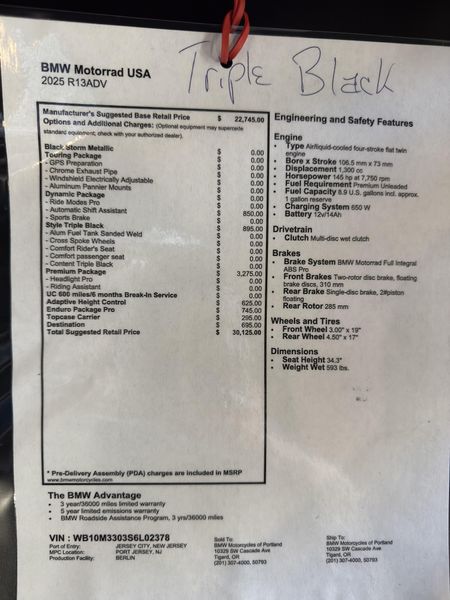 Triple Black
BMW Motorrad USA
2025 R13ADV
Manufacturer's Suggested Base Retail Price $ 22,745.00
Options and Additional Charges: (Optional equipment may supercede
standard equipment; check with your authorized dealer).
Black Storm Metallic $ 0.00
Touring Package $ 0.00
- GPS Preparation $ 0.00
- Chrome Exhaust Pipe $ 0.00
- Windshield Electrically Adjustable $ 0.00
- Aluminum Pannier Mounts $ 0.00
Dynamic Package $ 0.00
- Ride Modes Pro $ 0.00
- Automatic Shift Assistant $ 850.00
- Sports Brake $ 0.00
Style Triple Black $ 895.00
- Alum Fuel Tank Sanded Weld $ 0.00
- Cross Spoke Wheels $ 0.00
- Comfort Rider's Seat $ 0.00
- Comfort passenger seat $ 0.00
- Content Triple Black $ 0.00
Premium Package $ 3,275.00
- Headlight Pro $ 0.00
- Riding Assistant $ 0.00
UC 600 miles/6 months Break-In Service $ 0.00
Adaptive Height Control $ 625.00
Enduro Package Pro $ 745.00
Topcase Carrier $ 295.00
Destination $ 695.00
Total Suggested Retail Price $ 30,125.00
* Pre-Delivery Assembly (PDA) charges are included in MSRP
www.bmwmotorcycles.com
Engineering and Safety Features
Engine
• Type Air/liquid-cooled four-stroke flat twin
engine
• Bore x Stroke 106.5 mm x 73 mm
• Displacement 1,300 cc
• Horsepower 145 hp at 7,750 rpm
• Fuel Requirement Premium Unleaded
• Fuel Capacity 8.9 U.S. gallons incl. approx.
1 gallon reserve
• Charging System 650 W
• Battery 12v/14Ah
Drivetrain
• Clutch Multi-disc wet clutch
Brakes
• Brake System BMW Motorrad Full Integral
ABS Pro
• Front Brakes Two-rotor disc brake, floating
brake discs, 310 mm
• Rear Brake Single-disc brake, 2#piston
floating
• Rear Rotor 285 mm
Wheels and Tires
• Front Wheel 3.00" x 19"
• Rear Wheel 4.50" x 17"
Dimensions
• Seat Height 34.3"
• Weight Wet 593 lbs.
The BMW Advantage
• 3 year/36000 miles limited warranty
• 5 year limited emissions warranty
• BMW Roadside Assistance Program, 3 yrs/36000 miles
VIN : WB10M3303S6L02378
Port of Entry: JERSEY CITY, NEW JERSEY
MPC Location: PORT JERSEY, NJ
Production Facility: BERLIN
Sold To:
BMW Motorcycles of Portland
10329 SW Cascade Ave
Tigard, OR
(201) 307-4000, 50793
Ship To:
BMW Motorcycles of Portland
10329 SW Cascade Ave
Tigard, OR
(201) 307-4000, 50793